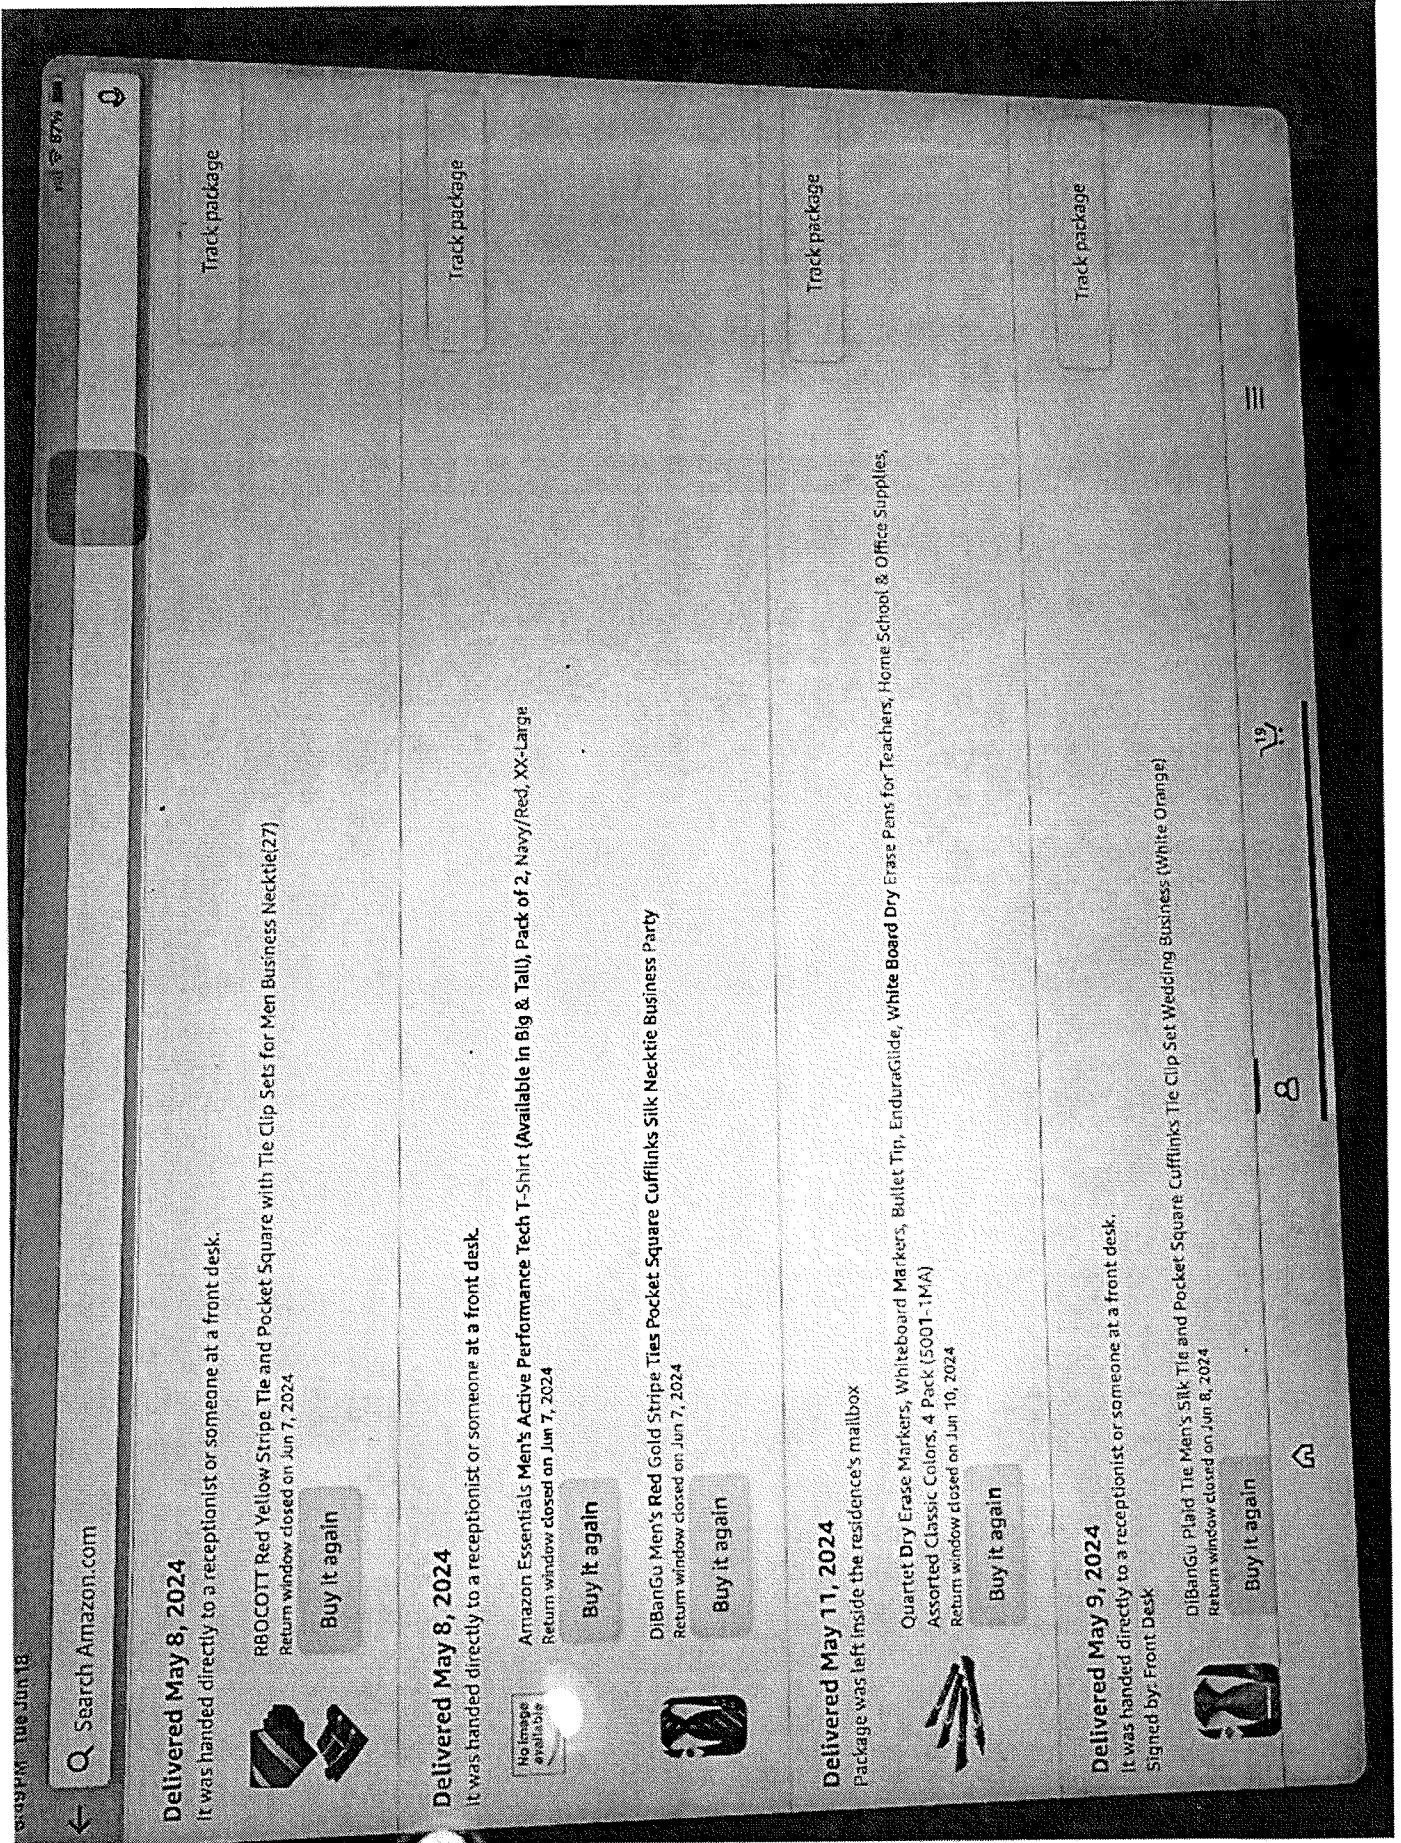 6:49 PM Tue Jun 18
87%
Search Amazon.com
Delivered May 8, 2024
It was handed directly to a receptionist or someone at a front desk.
Track package
RBOCOTT Red Yellow Stripe Tie and Pocket Square with Tie Clip Sets for Men Business Necktie(27)
Return window closed on Jun 7, 2024
Buy it again
Delivered May 8, 2024
It was handed directly to a receptionist or someone at a front desk.
Track package
No image
available
Amazon Essentials Men's Active Performance Tech T-Shirt (Available in Big & Tall), Pack of 2, Navy/Red, XX-Large
Return window closed on Jun 7, 2024
Buy it again
DiBanGu Men's Red Gold Stripe Ties Pocket Square Cufflinks Silk Necktie Business Party
Return window closed on Jun 7, 2024
Buy it again
Delivered May 11, 2024
Package was left inside the residence's mailbox
Track package
Quartet Dry Erase Markers, Whiteboard Markers, Bullet Tip, EnduraGlide, White Board Dry Erase Pens for Teachers, Home School & Office Supplies,
Assorted Classic Colors, 4 Pack (5001-1MA)
Return window closed on Jun 10, 2024
Buy it again
Delivered May 9, 2024
It was handed directly to a receptionist or someone at a front desk.
Signed by: Front Desk
Track package
DiBanGu Plaid Tie Men's Silk Tie and Pocket Square Cufflinks Tie Clip Set Wedding Business (White Orange)
Return window closed on Jun 8, 2024
Buy it again
19